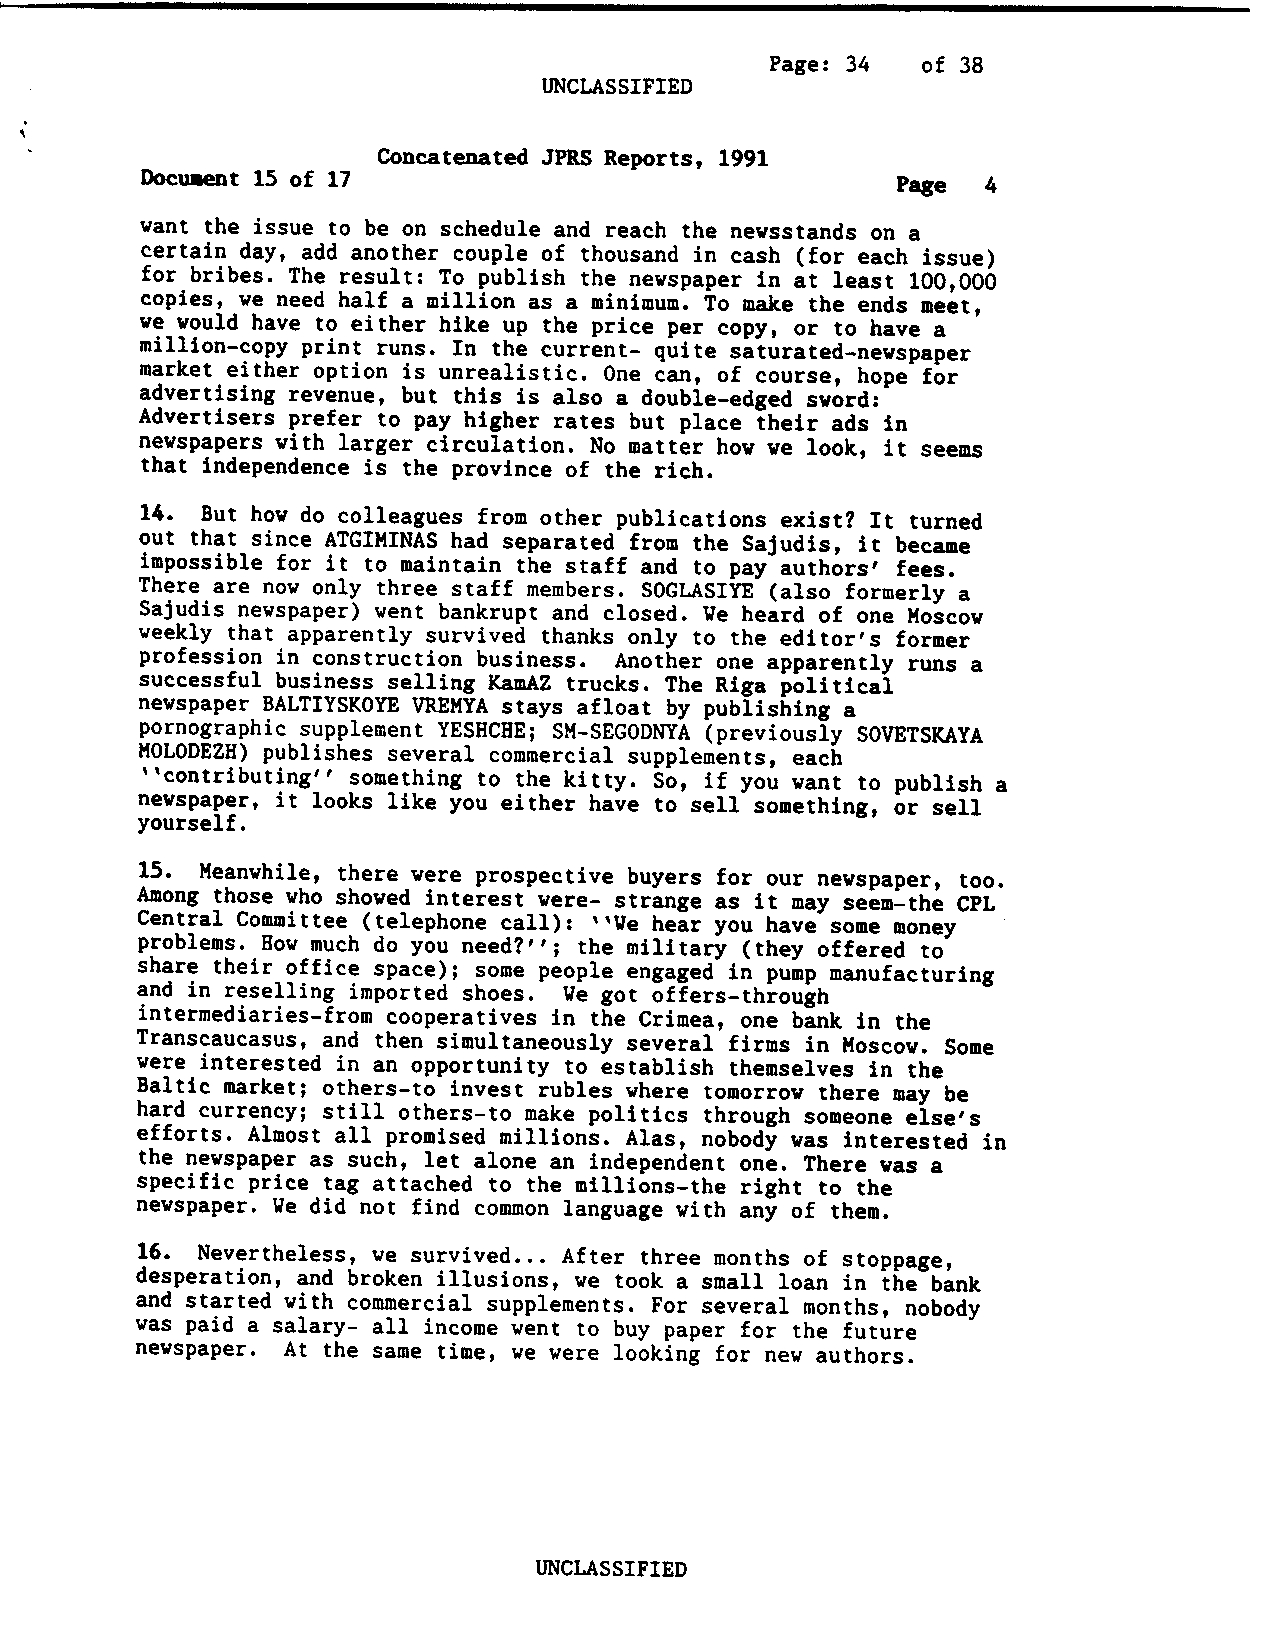 Page: 34 of 38
UNCLASSIFIED
Concatenated JPRS Reports, 1991
Document 15 of 17
Page 4
want the issue to be on schedule and reach the newsstands on a
certain day, add another couple of thousand in cash (for each issue)
for bribes. The result: To publish the newspaper in at least 100,000
copies, we need half a million as a minimum. To make the ends meet,
we would have to either hike up the price per copy, or to have a
million-copy print runs. In the current- quite saturated-newspaper
market either option is unrealistic. One can, of course, hope for
advertising revenue, but this is also a double-edged sword:
Advertisers prefer to pay higher rates but place their ads in
newspapers with larger circulation. No matter how we look, it seems
that independence is the province of the rich.
14. But how do colleagues from other publications exist? It turned
out that since ATGIMINAS had separated from the Sajudis, it became
impossible for it to maintain the staff and to pay authors' fees.
There are now only three staff members. SOGLASIYE (also formerly a
Sajudis newspaper) went bankrupt and closed. We heard of one Moscow
weekly that apparently survived thanks only to the editor's former
profession in construction business. Another one apparently runs a
successful business selling KamAZ trucks. The Riga political
newspaper BALTIYSKOYE VREMYA stays afloat by publishing a
pornographic supplement YESHCHE; SM-SEGODNYA (previously SOVETSKAYA
MOLODEZH) publishes several commercial supplements, each
``contributing'' something to the kitty. So, if you want to publish a
newspaper, it looks like you either have to sell something, or sell
yourself.
15. Meanwhile, there were prospective buyers for our newspaper, too.
Among those who showed interest were- strange as it may seem-the CPL
Central Committee (telephone call): ``We hear you have some money
problems. How much do you need?''; the military (they offered to
share their office space); some people engaged in pump manufacturing
and in reselling imported shoes. We got offers-through
intermediaries-from cooperatives in the Crimea, one bank in the
Transcaucasus, and then simultaneously several firms in Moscow. Some
were interested in an opportunity to establish themselves in the
Baltic market; others-to invest rubles where tomorrow there may be
hard currency; still others-to make politics through someone else's
efforts. Almost all promised millions. Alas, nobody was interested in
the newspaper as such, let alone an independent one. There was a
specific price tag attached to the millions-the right to the
newspaper. We did not find common language with any of them.
16. Nevertheless, we survived... After three months of stoppage,
desperation, and broken illusions, we took a small loan in the bank
and started with commercial supplements. For several months, nobody
was paid a salary- all income went to buy paper for the future
newspaper. At the same time, we were looking for new authors.
UNCLASSIFIED